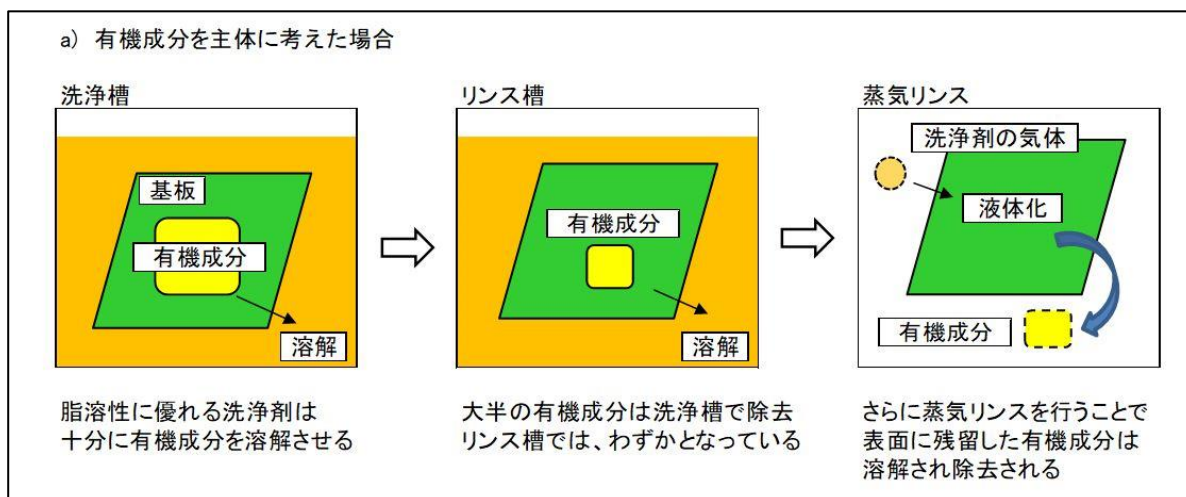 a) 有機成分を主体に考えた場合
洗浄槽
基板
有機成分
溶解
脂溶性に優れる洗浄剤は
十分に有機成分を溶解させる
リンス槽
有機成分
溶解
大半の有機成分は洗浄槽で除去
リンス槽では、わずかとなっている
蒸気リンス
洗浄剤の気体
液体化
有機成分
さらに蒸気リンスを行うことで
表面に残留した有機成分は
溶解され除去される